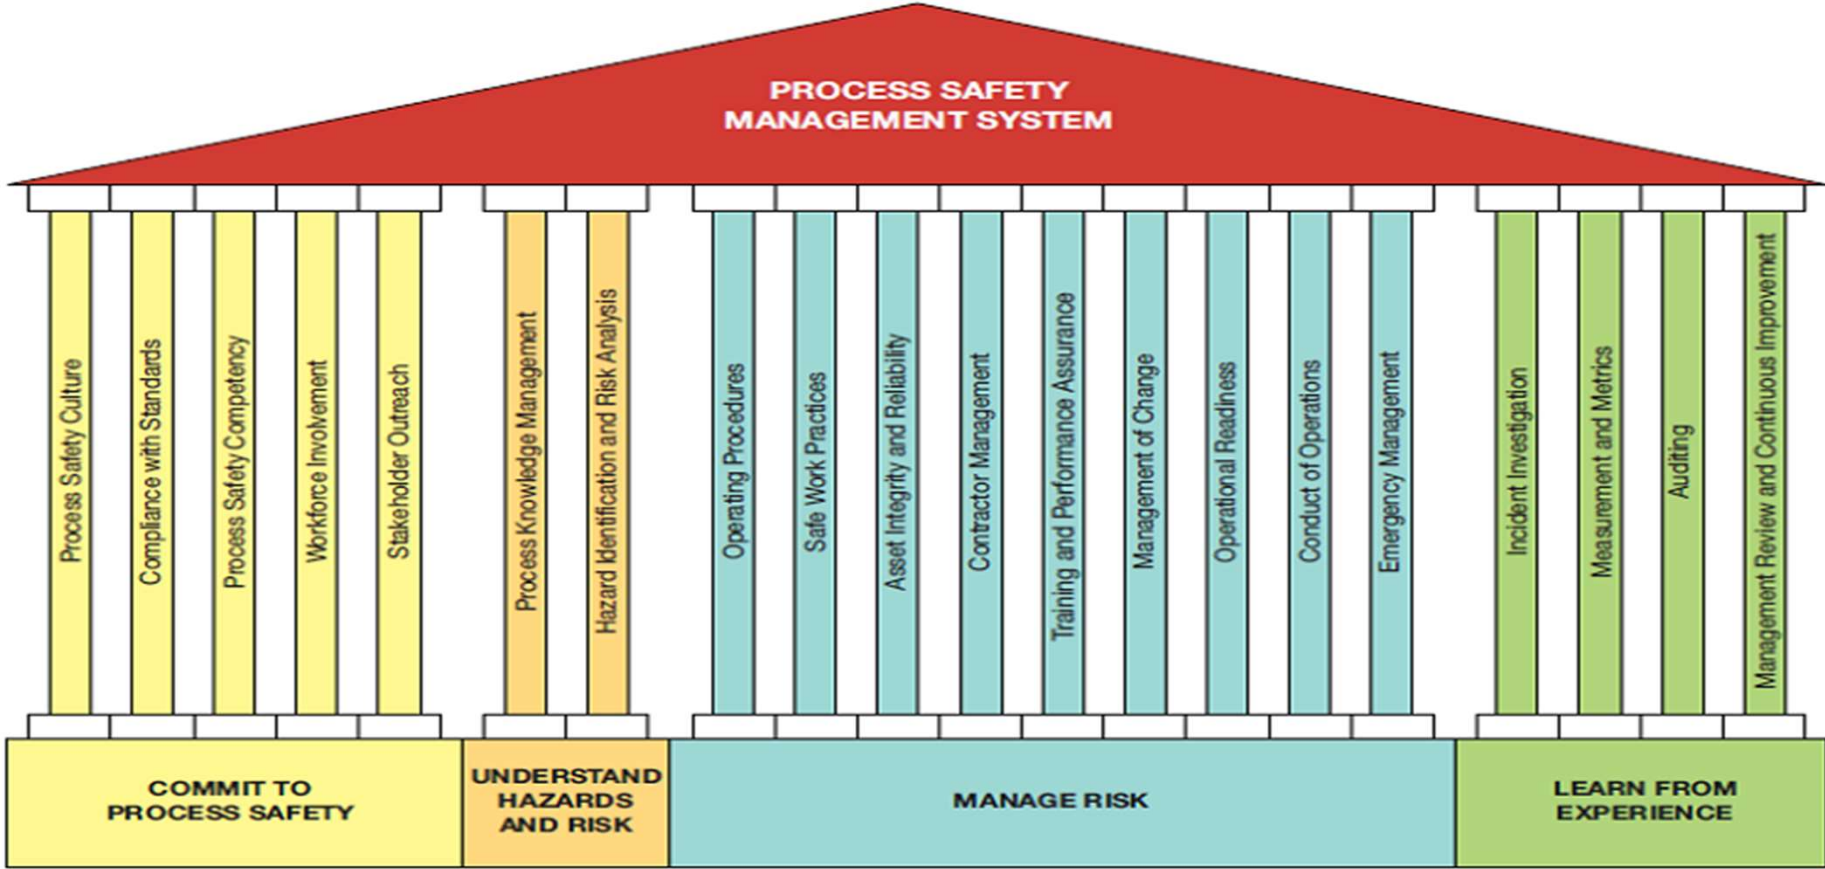 PROCESS SAFETY
MANAGEMENT SYSTEM
Process Safety Culture
Compliance with Standards
Process Safety Competency
Workforce Involvement
Stakeholder Outreach
Process Knowledge Management
Hazard Identification and Risk Analysis
Operating Procedures
Safe Work Practices
Asset Integrity and Reliability
Contractor Management
Training and Performance Assurance
Management of Change
Operational Readiness
Conduct of Operations
Emergency Management
Incident Investigation
Measurement and Metrics
Auditing
Management Review and Continuous Improvement
COMMIT TO
PROCESS SAFETY
UNDERSTAND
HAZARDS
AND RISK
MANAGE RISK
LEARN FROM
EXPERIENCE